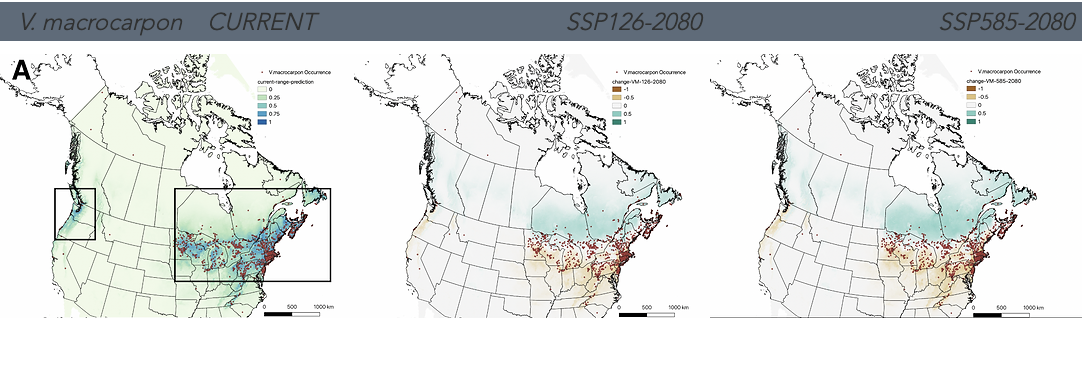 V. macrocarpon CURRENT SSP126-2080 SSP585-2080
A
V.macrocarpon Occurrence
current-range-prediction
0
0.25
0.5
0.75
1
0 500 1000 km
V.macrocarpon Occurrence
change-VM-126-2080
-1
-0.5
0
0.5
1
0 500 1000 km
V.macrocarpon Occurrence
change-VM-585-2080
-1
-0.5
0
0.5
1
0 500 1000 km